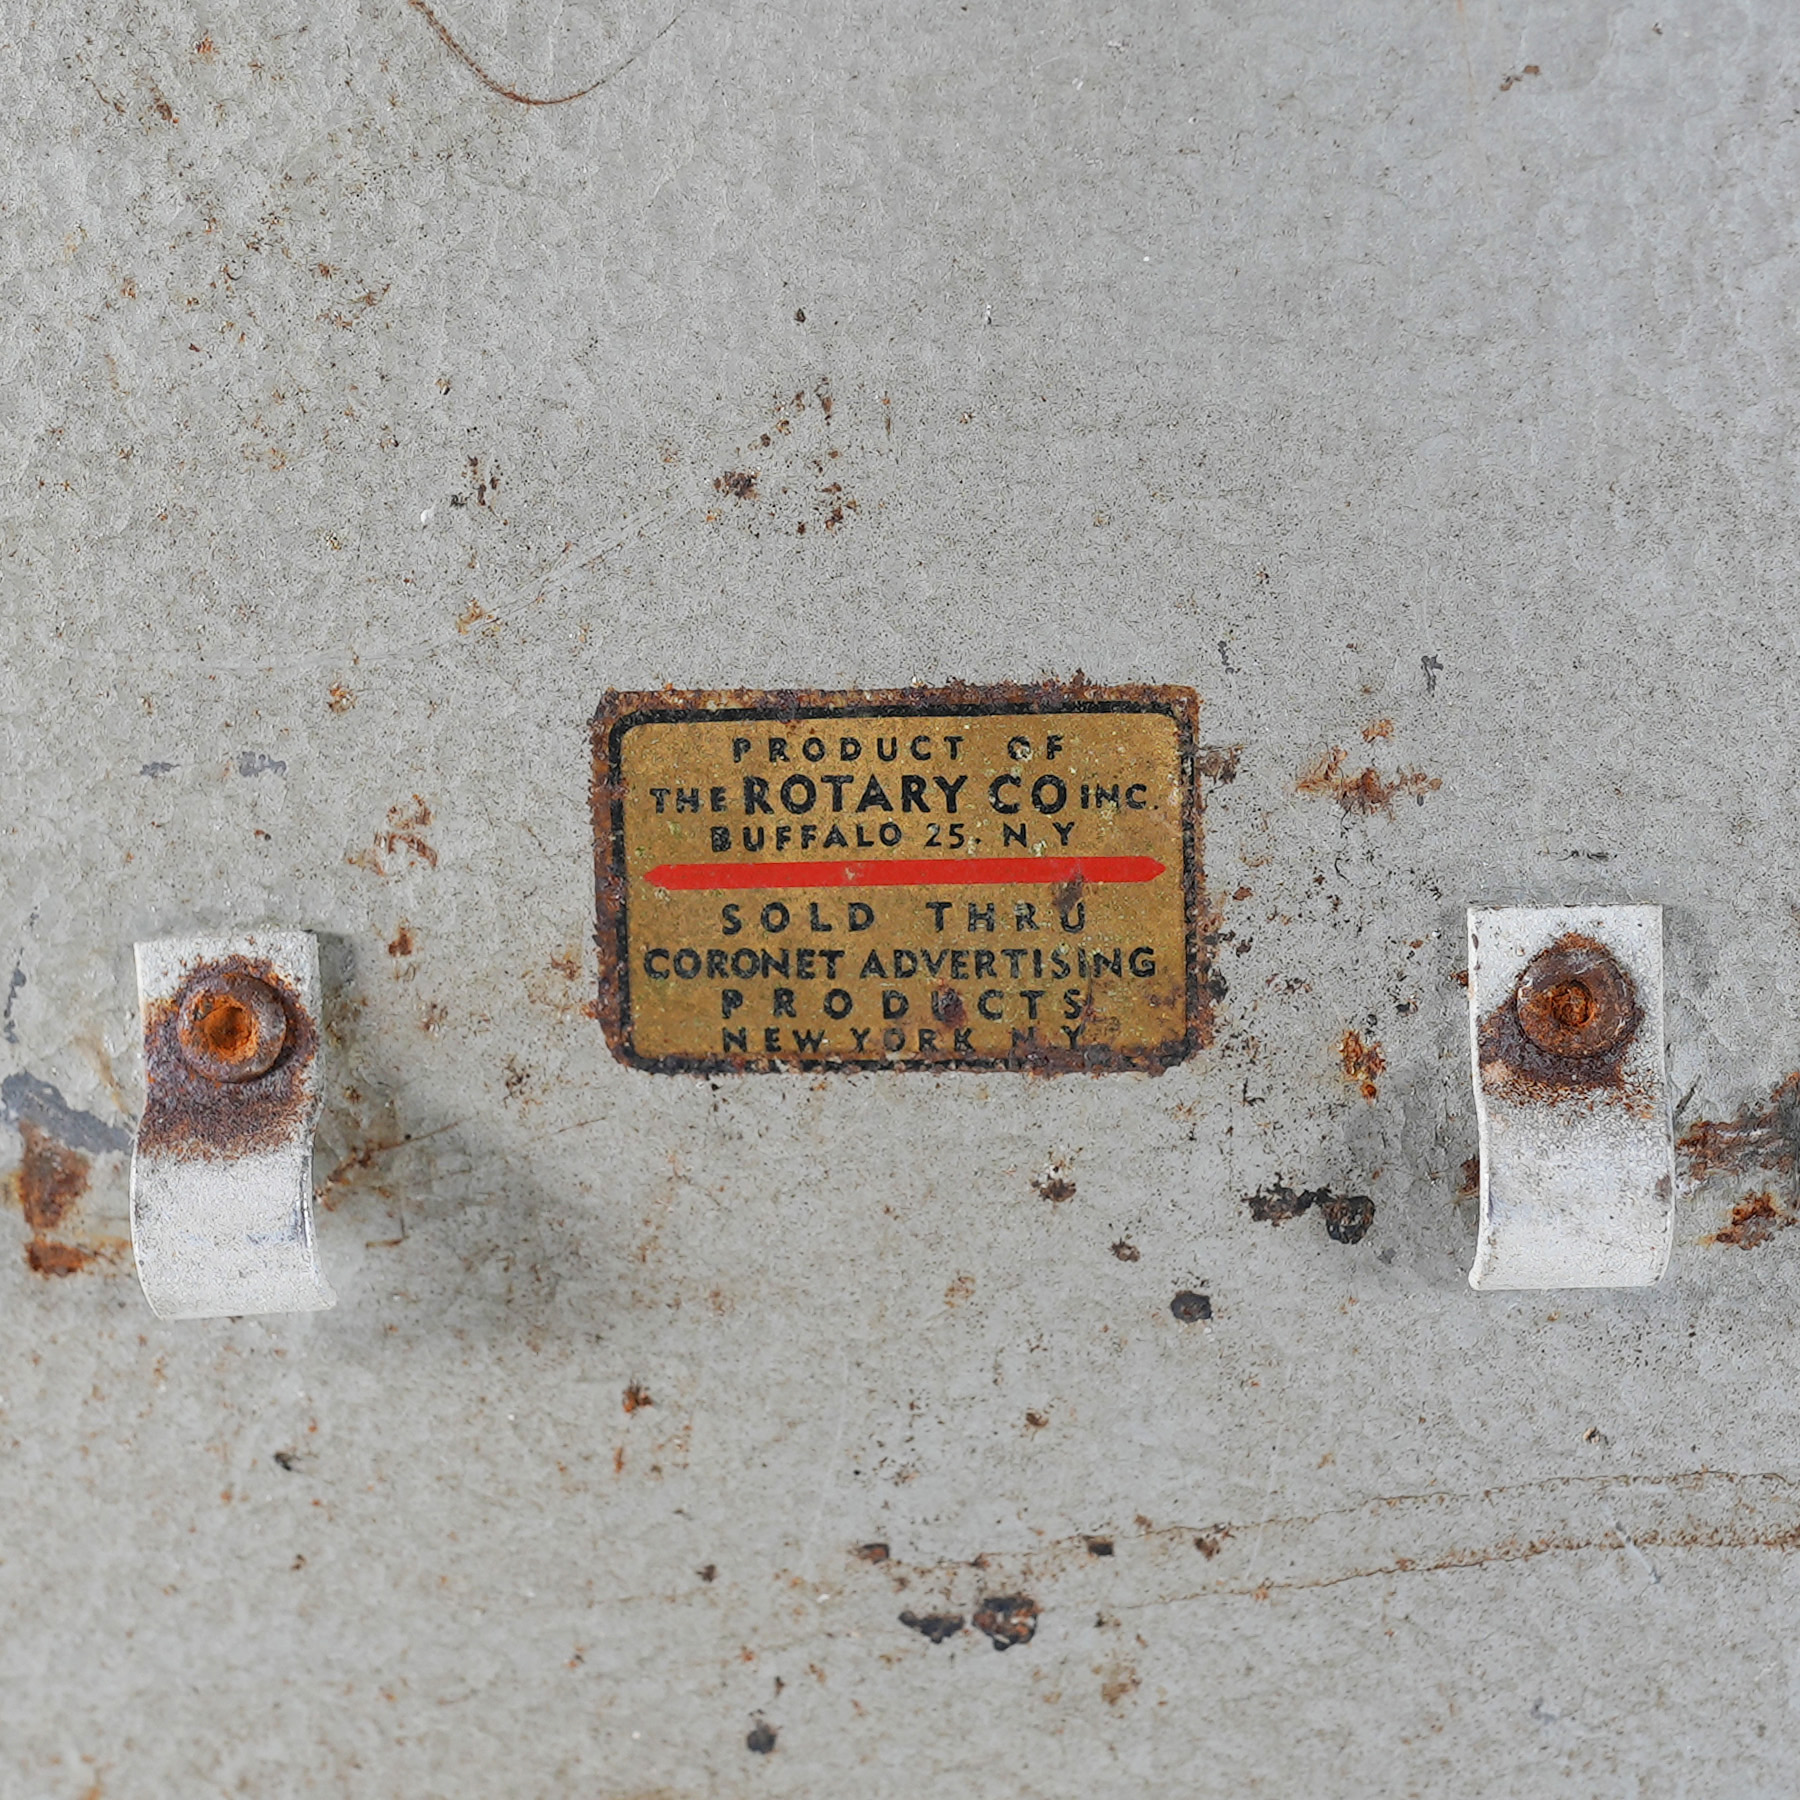 PRODUCT OF
THE ROTARY CO INC.
BUFFALO 25, N.Y
SOLD THRU
CORONET ADVERTISING
PRODUCTS
NEW YORK N.Y.